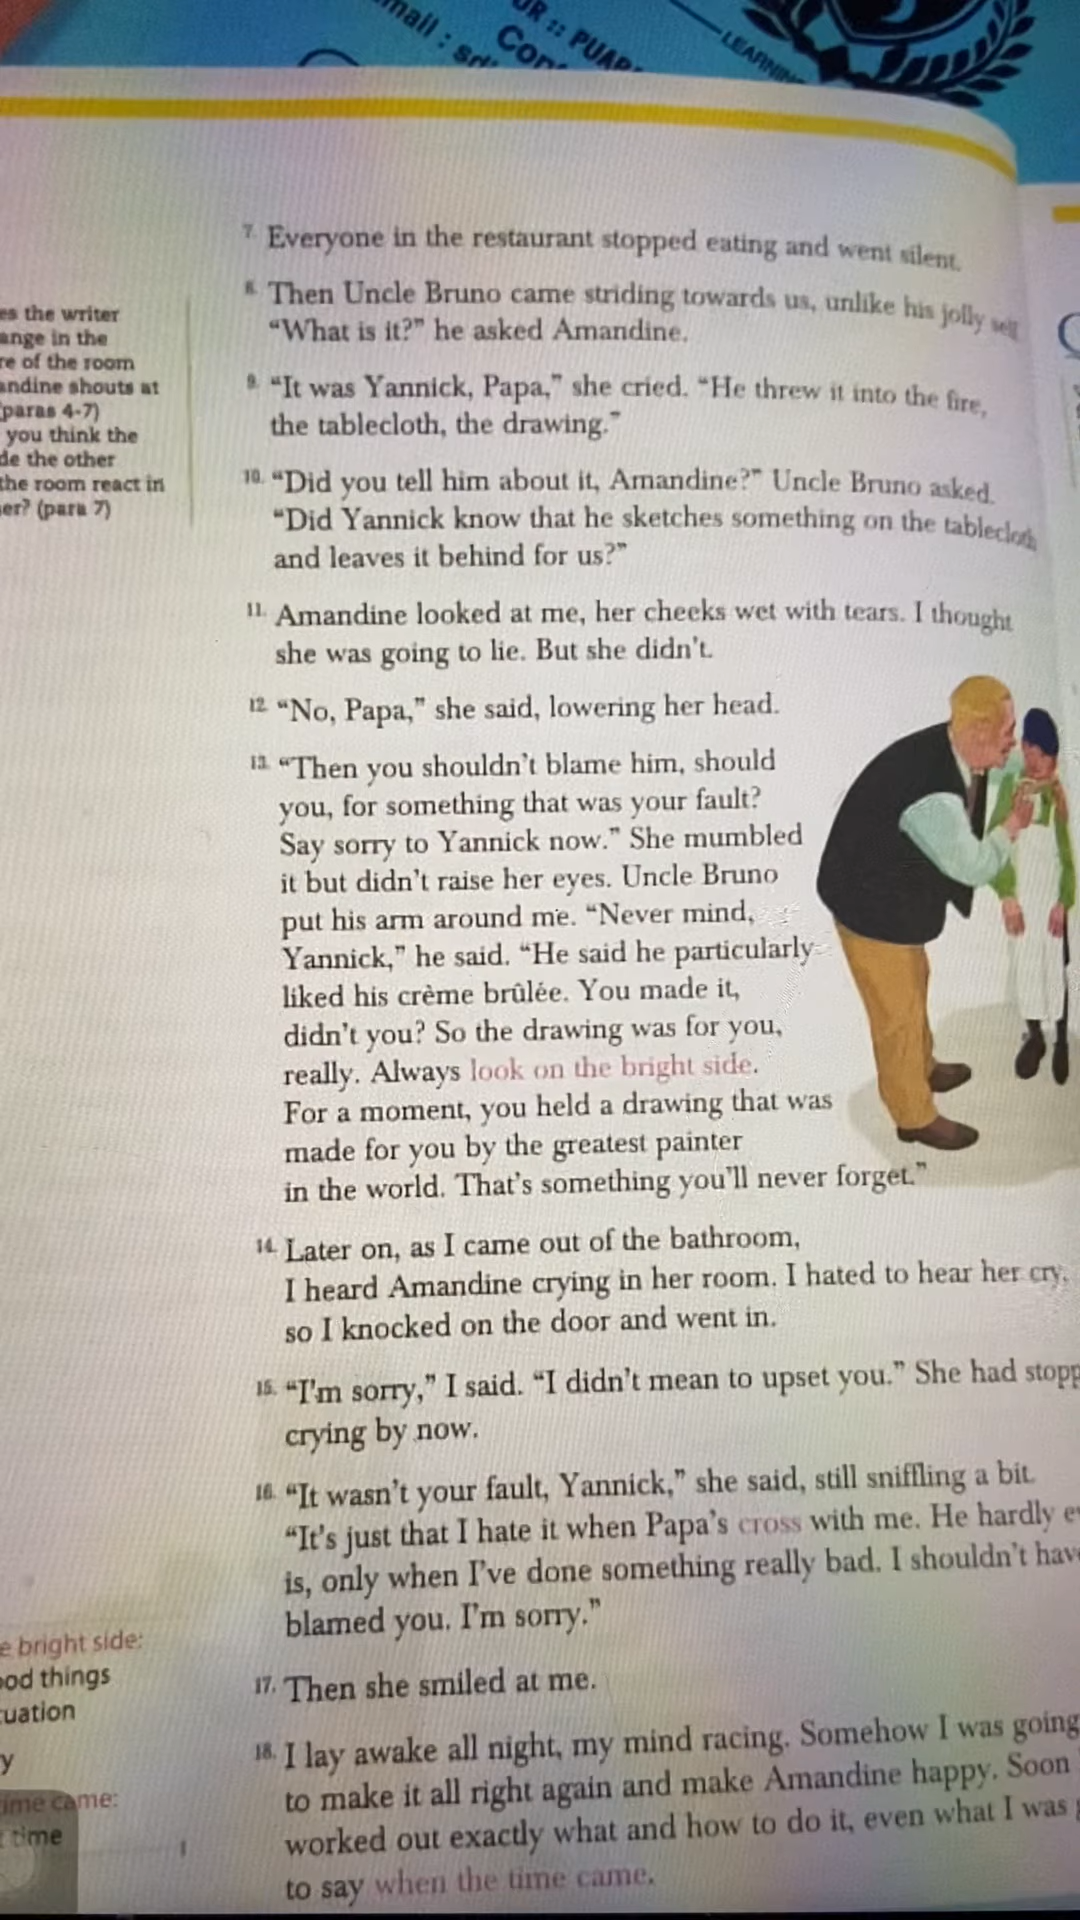 mail : sri
UR :: PUAR
Con
LEARNING
7. Everyone in the restaurant stopped eating and went silent.
8. Then Uncle Bruno came striding towards us, unlike his jolly self
“What is it?” he asked Amandine.
9. “It was Yannick, Papa,” she cried. “He threw it into the fire,
the tablecloth, the drawing.”
10. “Did you tell him about it, Amandine?” Uncle Bruno asked.
“Did Yannick know that he sketches something on the tablecloth
and leaves it behind for us?”
11. Amandine looked at me, her cheeks wet with tears. I thought
she was going to lie. But she didn't.
12. “No, Papa,” she said, lowering her head.
13. “Then you shouldn't blame him, should
you, for something that was your fault?
Say sorry to Yannick now.” She mumbled
it but didn't raise her eyes. Uncle Bruno
put his arm around me. “Never mind,
Yannick,” he said. “He said he particularly
liked his crème brûlée. You made it,
didn't you? So the drawing was for you,
really. Always look on the bright side.
For a moment, you held a drawing that was
made for you by the greatest painter
in the world. That's something you'll never forget.”
14. Later on, as I came out of the bathroom,
I heard Amandine crying in her room. I hated to hear her cry,
so I knocked on the door and went in.
15. “I'm sorry,” I said. “I didn't mean to upset you.” She had stopp
crying by now.
16. “It wasn't your fault, Yannick,” she said, still sniffling a bit.
“It's just that I hate it when Papa's cross with me. He hardly ev
is, only when I've done something really bad. I shouldn't have
blamed you. I'm sorry.”
17. Then she smiled at me.
18. I lay awake all night, my mind racing. Somehow I was going
to make it all right again and make Amandine happy. Soon
worked out exactly what and how to do it, even what I was
to say when the time came.
es the writer
ange in the
re of the room
andine shouts at
(paras 4-7)
you think the
de the other
the room react in
er? (para 7)
e bright side:
ood things
tuation
y
ime came:
time